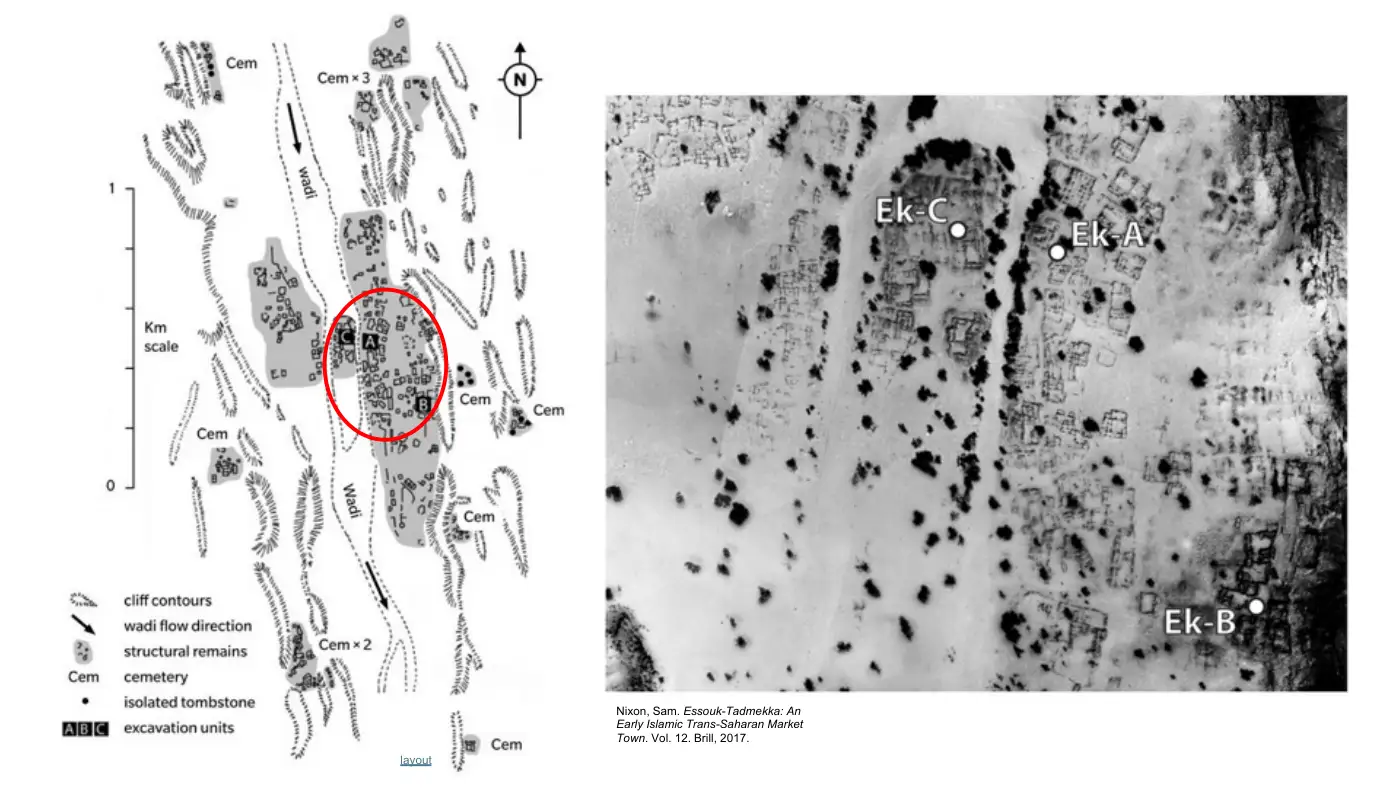 Cem
Cem × 3
N
wadi
1
Km
scale
C
A
B
Cem
Cem
Cem
0
Wadi
Cem
cliff contours
wadi flow direction
structural remains
Cem
cemetery
isolated tombstone
A B C
excavation units
Cem × 2
Cem
layout
Ek-C
Ek-A
Ek-B
Nixon, Sam. Essouk-Tadmekka: An
Early Islamic Trans-Saharan Market
Town. Vol. 12. Brill, 2017.